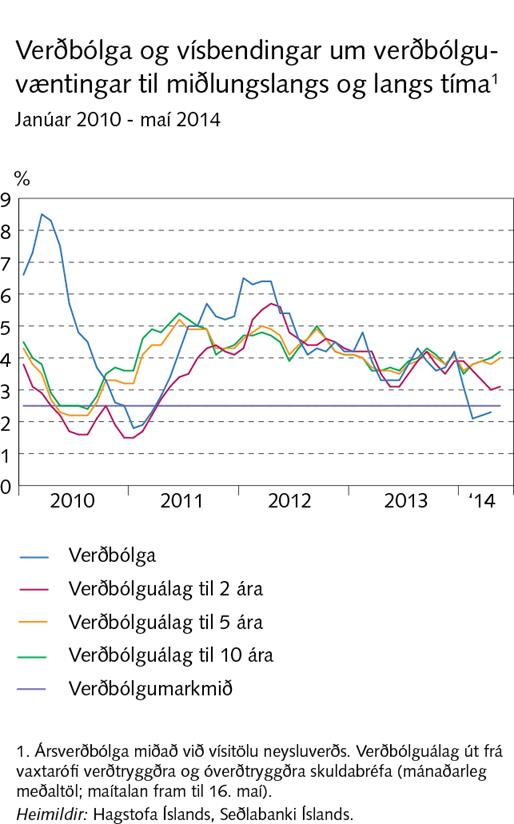 Verðbólga og vísbendingar um verðbólgu-
væntingar til miðlungslangs og langs tíma¹
Janúar 2010 - maí 2014
%
9
8
7
6
5
4
3
2
1
0
2010 2011 2012 2013 ‘14
Verðbólga
Verðbólguálag til 2 ára
Verðbólguálag til 5 ára
Verðbólguálag til 10 ára
Verðbólgumarkmið
1. Ársverðbólga miðað við vísitölu neysluverðs. Verðbólguálag út frá
vaxtarófi verðtryggðra og óverðtryggðra skuldabréfa (mánaðarleg
meðaltöl; maítalan fram til 16. maí).
Heimildir: Hagstofa Íslands, Seðlabanki Íslands.